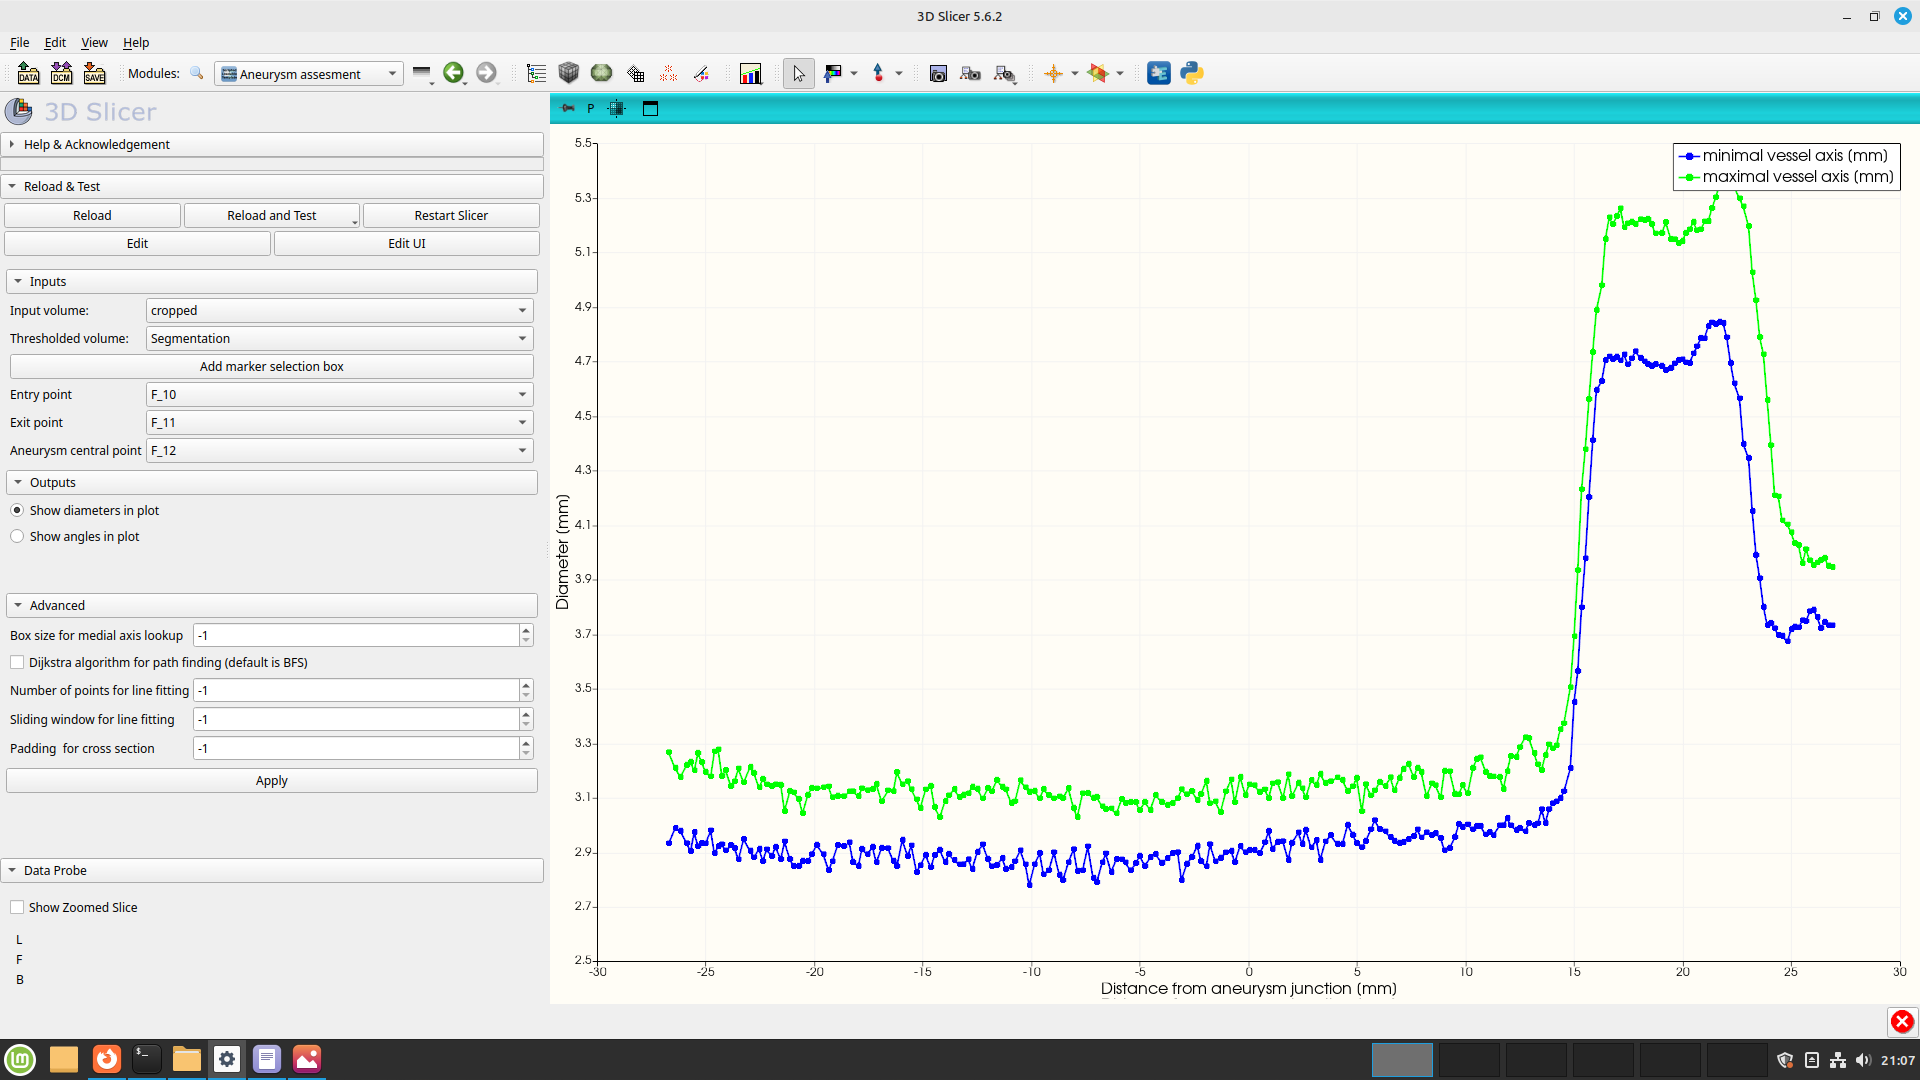 3D Slicer 5.6.2
File Edit View Help
DATA DCM SAVE Modules: Aneurysm assesment
3D Slicer
Help & Acknowledgement
Reload & Test
Reload Reload and Test Restart Slicer
Edit Edit UI
Inputs
Input volume: cropped
Thresholded volume: Segmentation
Add marker selection box
Entry point F_10
Exit point F_11
Aneurysm central point F_12
Outputs
Show diameters in plot
Show angles in plot
Advanced
Box size for medial axis lookup -1
Dijkstra algorithm for path finding (default is BFS)
Number of points for line fitting -1
Sliding window for line fitting -1
Padding for cross section -1
Apply
Data Probe
Show Zoomed Slice
L
F
B
P
minimal vessel axis (mm)
maximal vessel axis (mm)
Diameter (mm)
5.5
5.3
5.1
4.9
4.7
4.5
4.3
4.1
3.9
3.7
3.5
3.3
3.1
2.9
2.7
2.5
-30 -25 -20 -15 -10 -5 0 5 10 15 20 25 30
Distance from aneurysm junction (mm)
21:07